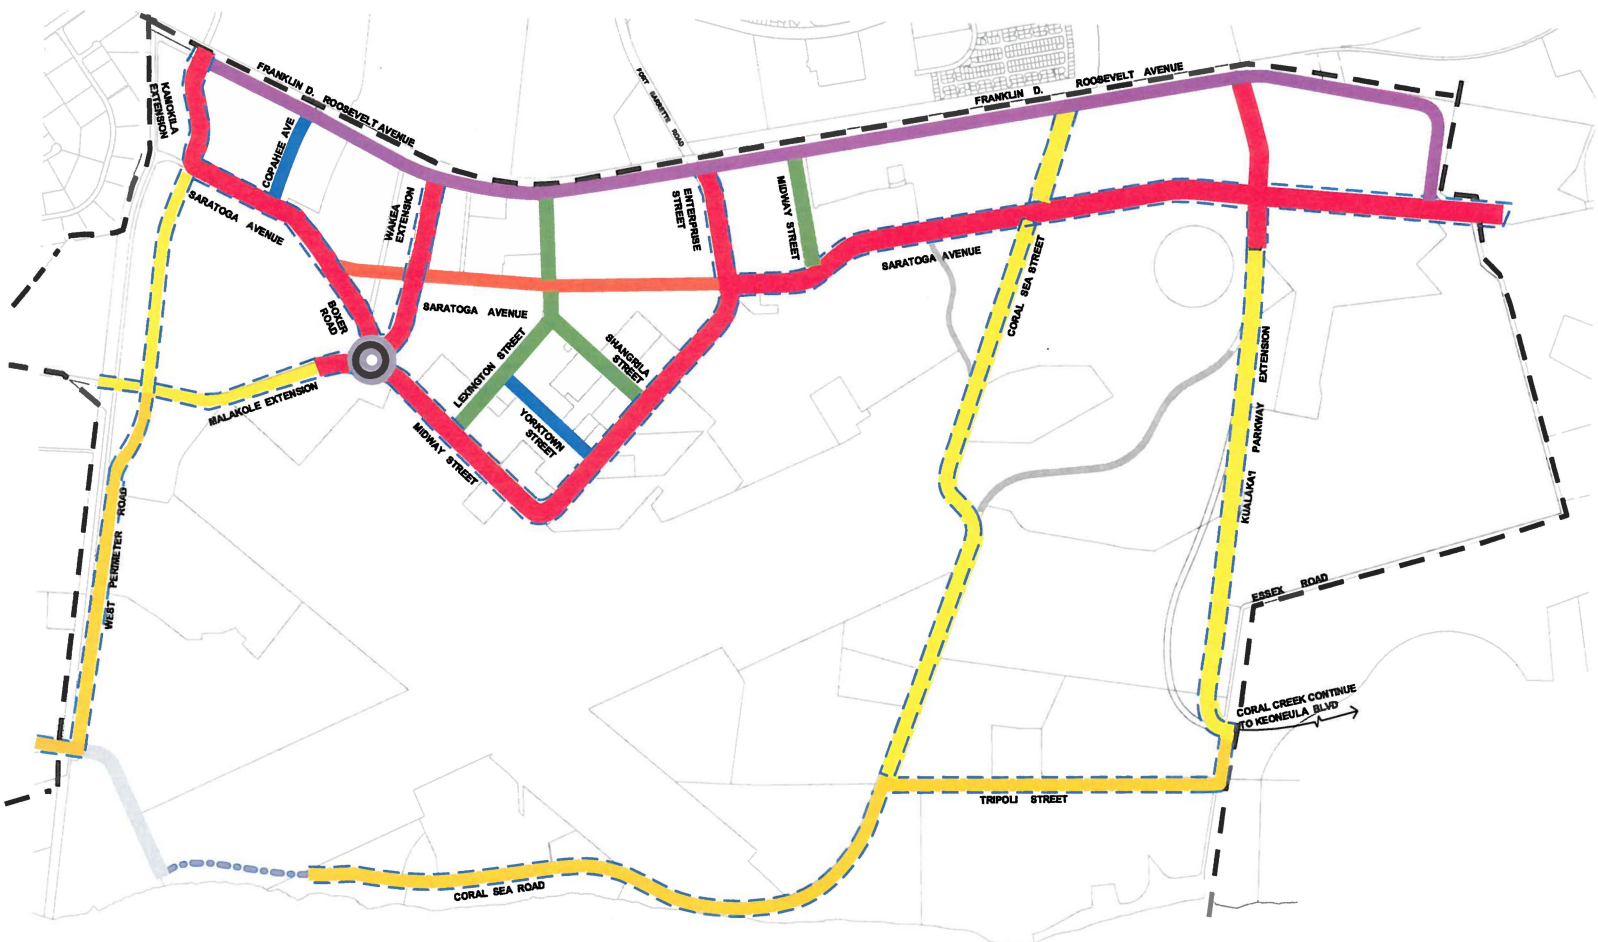 FRANKLIN D. ROOSEVELT AVENUE
KAMOKILA
EXTENSION
COPAHEE AVE
SARATOGA AVENUE
WAKEA
EXTENSION
FORT BARRETTE ROAD
FRANKLIN D. ROOSEVELT AVENUE
ENTERPRISE
STREET
MIDWAY STREET
SARATOGA AVENUE
CORAL SEA STREET
BOXER
ROAD
SARATOGA AVENUE
LEXINGTON STREET
SHANGRILA
STREET
YORKTOWN
STREET
MALAKOLE EXTENSION
MIDWAY STREET
KUALAKAI PARKWAY EXTENSION
WEST PERIMETER ROAD
ESSEX ROAD
CORAL CREEK CONTINUE
TO KEONEULA BLVD
TRIPOLI STREET
CORAL SEA ROAD